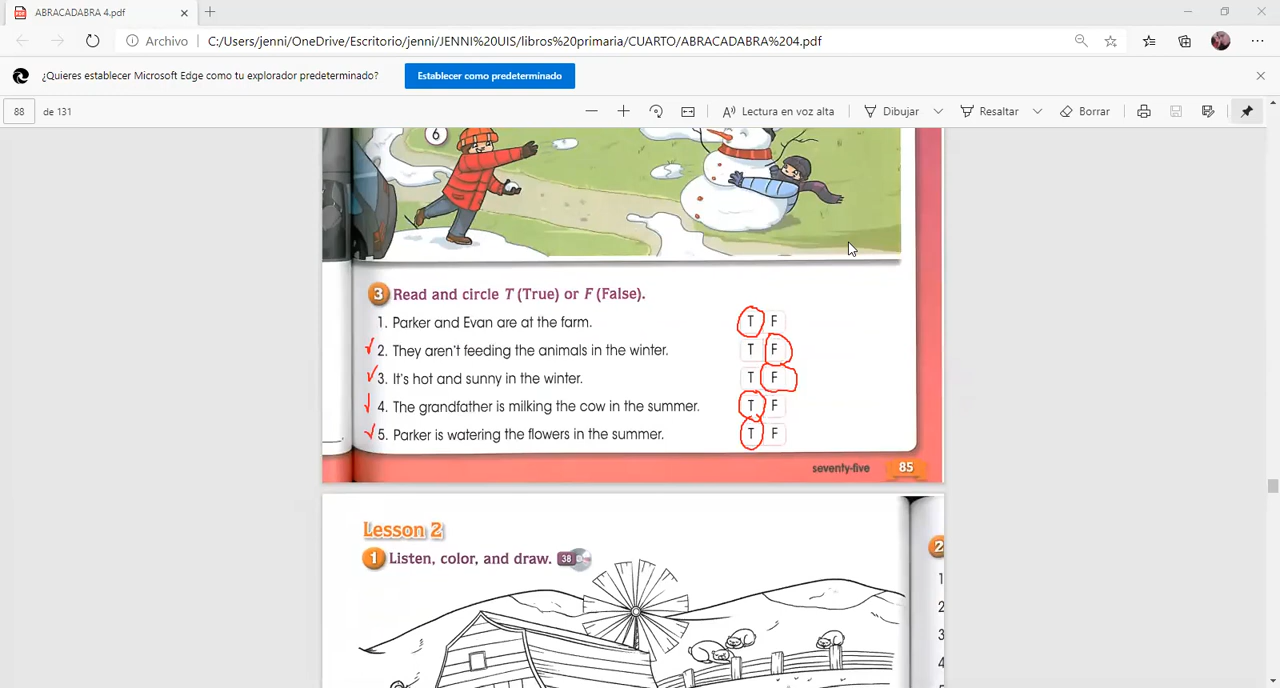 ABRACADABRA 4.pdf
Archivo C:/Users/jenni/OneDrive/Escritorio/jenni/JENNI%20UIS/libros%20primaria/CUARTO/ABRACADABRA%204.pdf
¿Quieres establecer Microsoft Edge como tu explorador predeterminado? Establecer como predeterminado
88 de 131 Lectura en voz alta Dibujar Resaltar Borrar
6
3 Read and circle T (True) or F (False).
1. Parker and Evan are at the farm. T F
2. They aren't feeding the animals in the winter. T F
3. It's hot and sunny in the winter. T F
4. The grandfather is milking the cow in the summer. T F
5. Parker is watering the flowers in the summer. T F
seventy-five 85
Lesson 2
1 Listen, color, and draw. 38
2
1
2
3
4